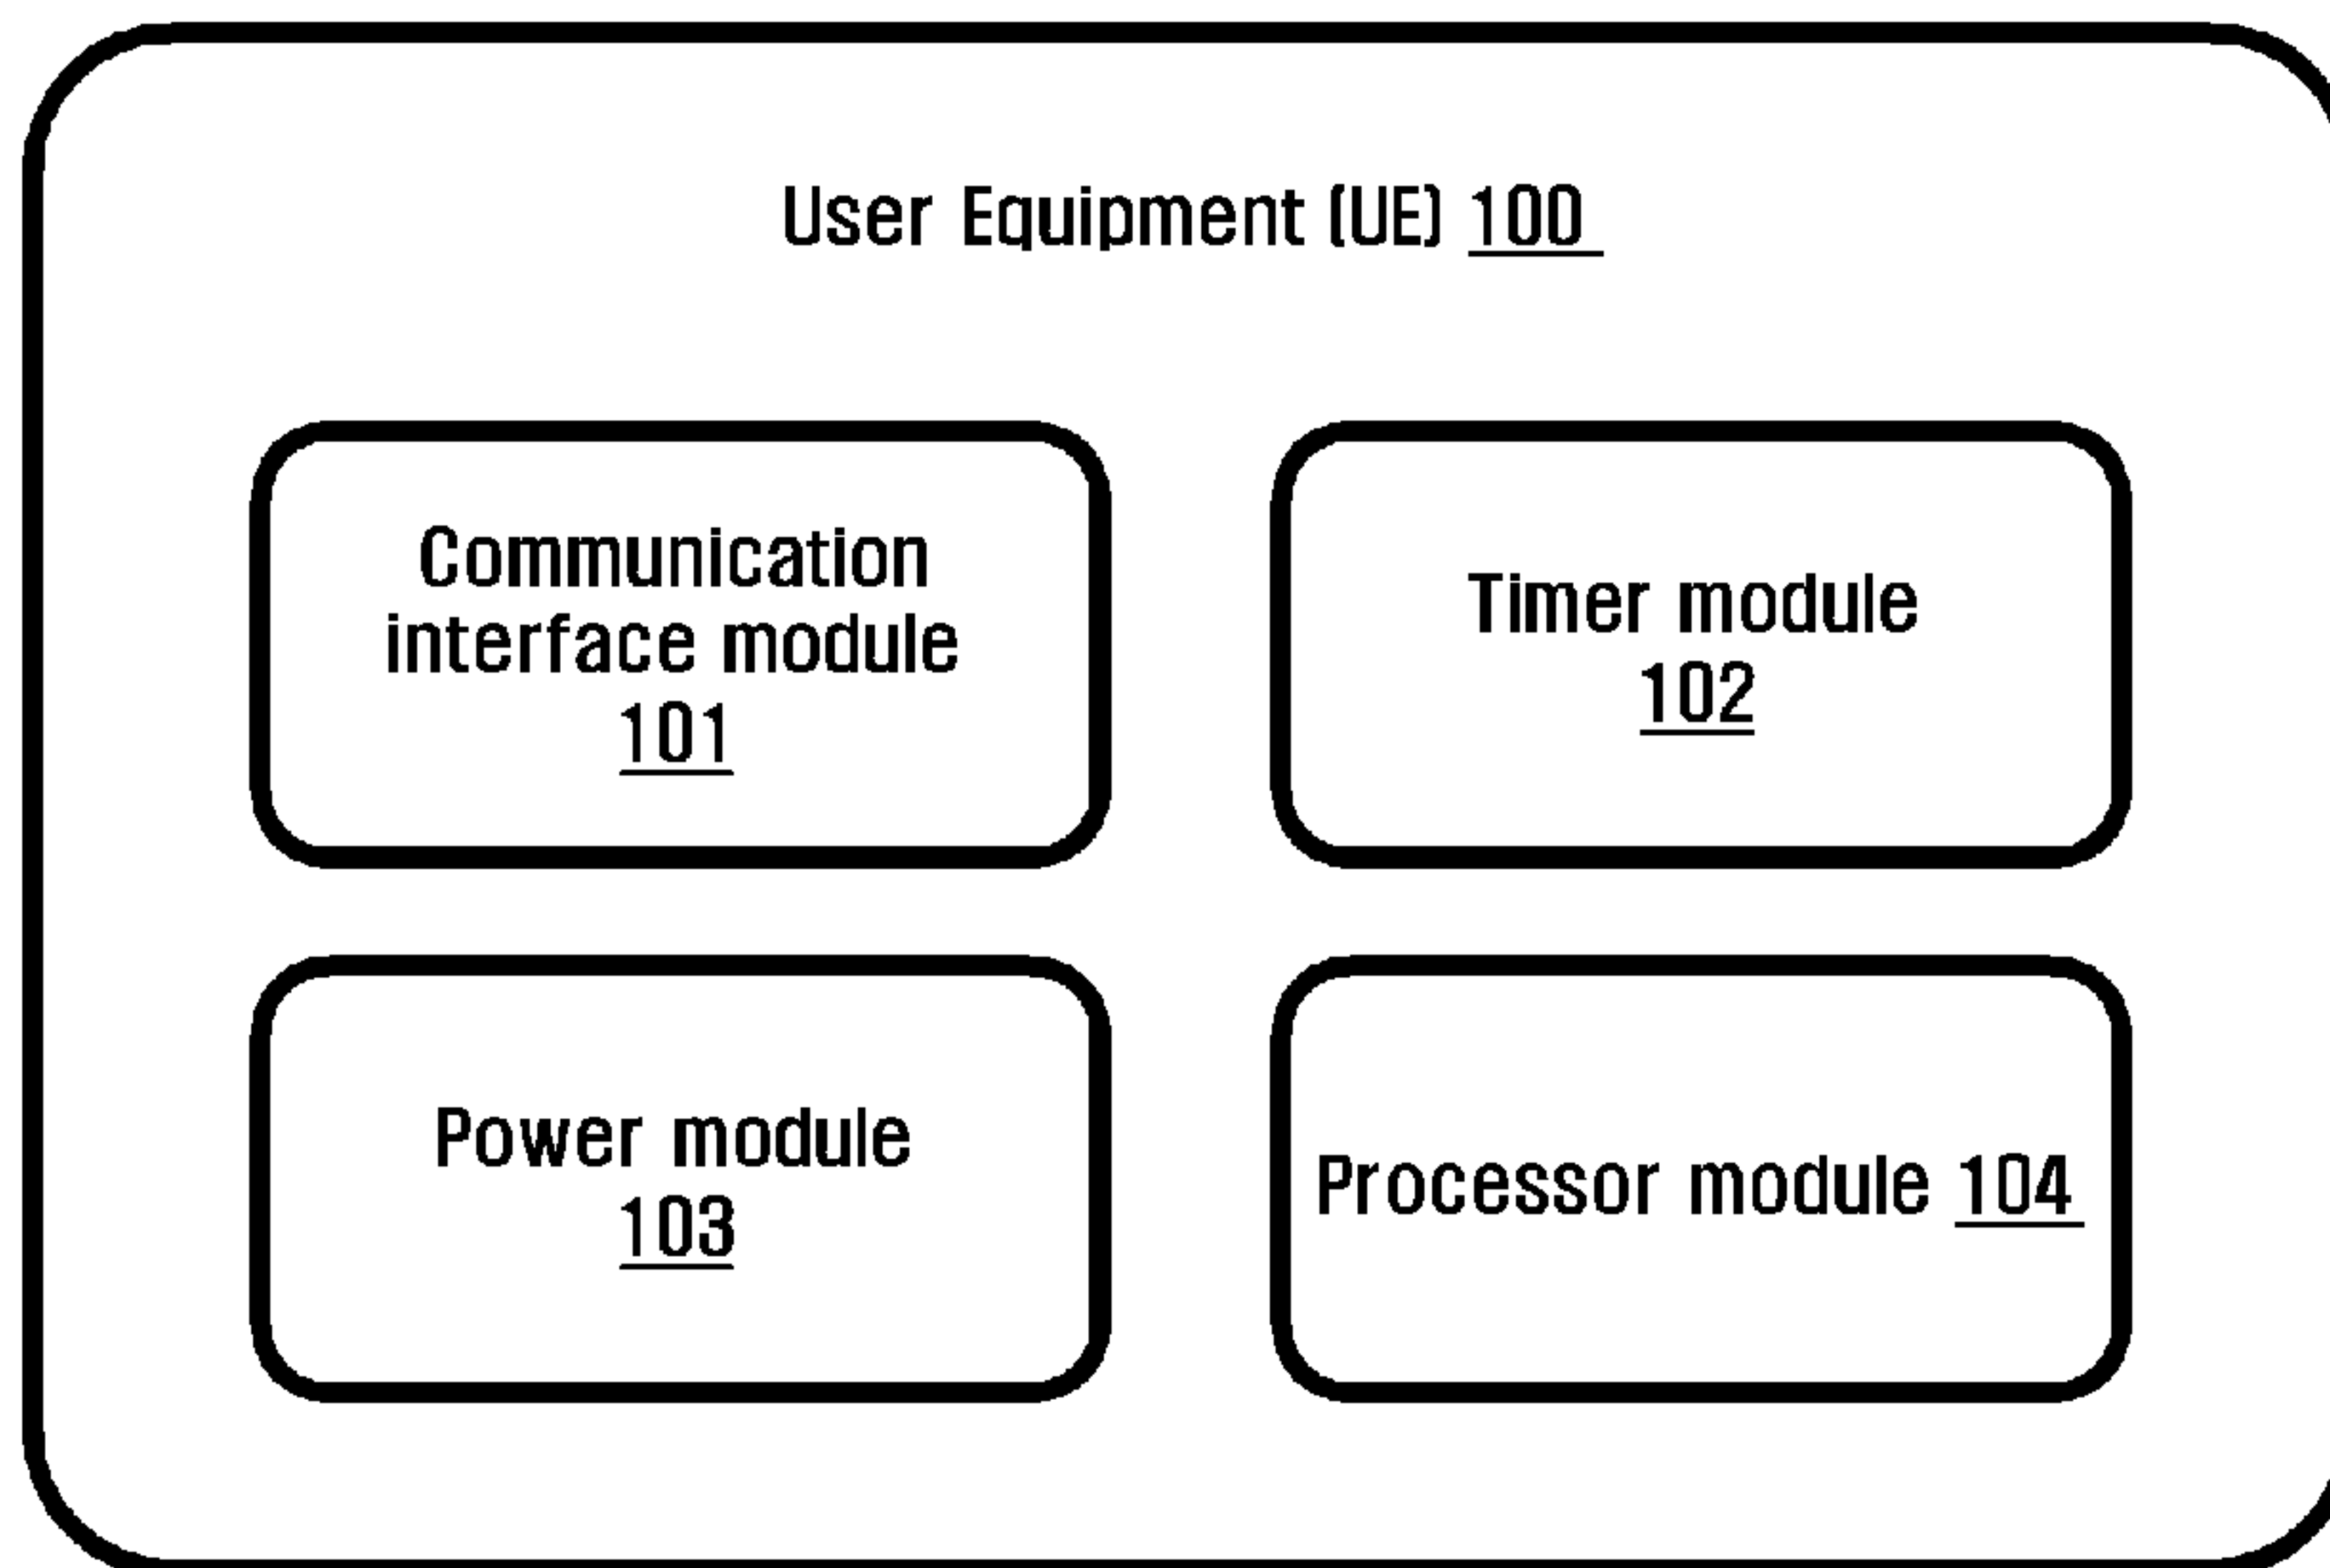 User Equipment (UE) 100
Communication
interface module
101
Timer module
102
Power module
103
Processor module 104